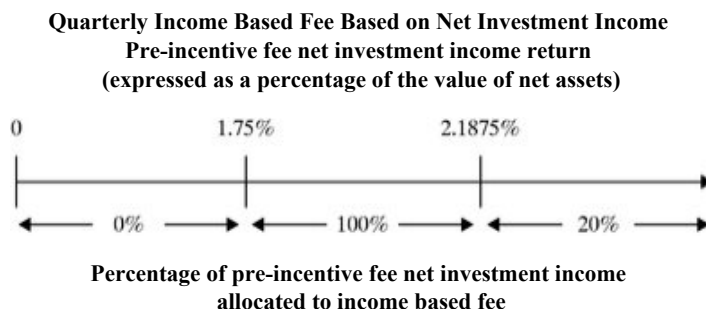 Quarterly Income Based Fee Based on Net Investment Income
Pre-incentive fee net investment income return
(expressed as a percentage of the value of net assets)
0 1.75% 2.1875%
0% 100% 20%
Percentage of pre-incentive fee net investment income
allocated to income based fee